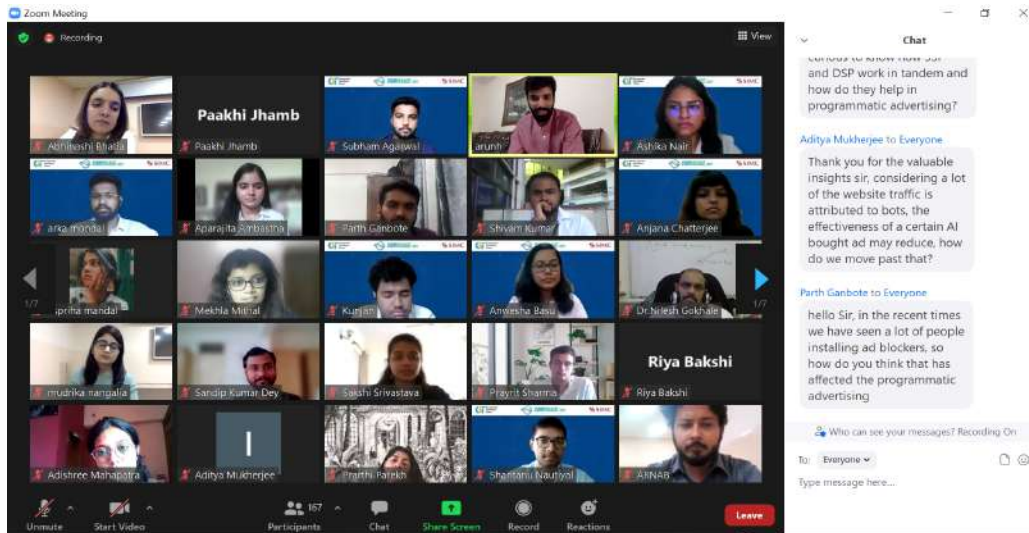 Zoom Meeting
Recording
View
Abhinashi Bhatia
Paakhi Jhamb
Paakhi Jhamb
Subham Agarwal
arunh
Ashika Nair
arka mondal
Aparajita Ambastha
Parth Ganbote
Shivam Kumar
Anjana Chatterjee
spriha mandal
Mekhla Mithal
Kunjan
Anwesha Basu
Dr.Nilesh Gokhale
1/7
1/7
mudrika nangalia
Sandip Kumar Dey
Sakshi Srivastava
Prayrit Sharma
Riya Bakshi
Riya Bakshi
Adishree Mahapatra
I
Aditya Mukherjee
Prarthi Parekh
Shantanu Nautiyal
ARNAB
Unmute
Start Video
167
Participants
Chat
Share Screen
Record
Reactions
Leave
Chat
curious to know how SSP
and DSP work in tandem and
how do they help in
programmatic advertising?
Aditya Mukherjee to Everyone
Thank you for the valuable
insights sir, considering a lot
of the website traffic is
attributed to bots, the
effectiveness of a certain AI
bought ad may reduce, how
do we move past that?
Parth Ganbote to Everyone
hello Sir, in the recent times
we have seen a lot of people
installing ad blockers, so
how do you think that has
affected the programmatic
advertising
Who can see your messages? Recording On
To: Everyone
Type message here...